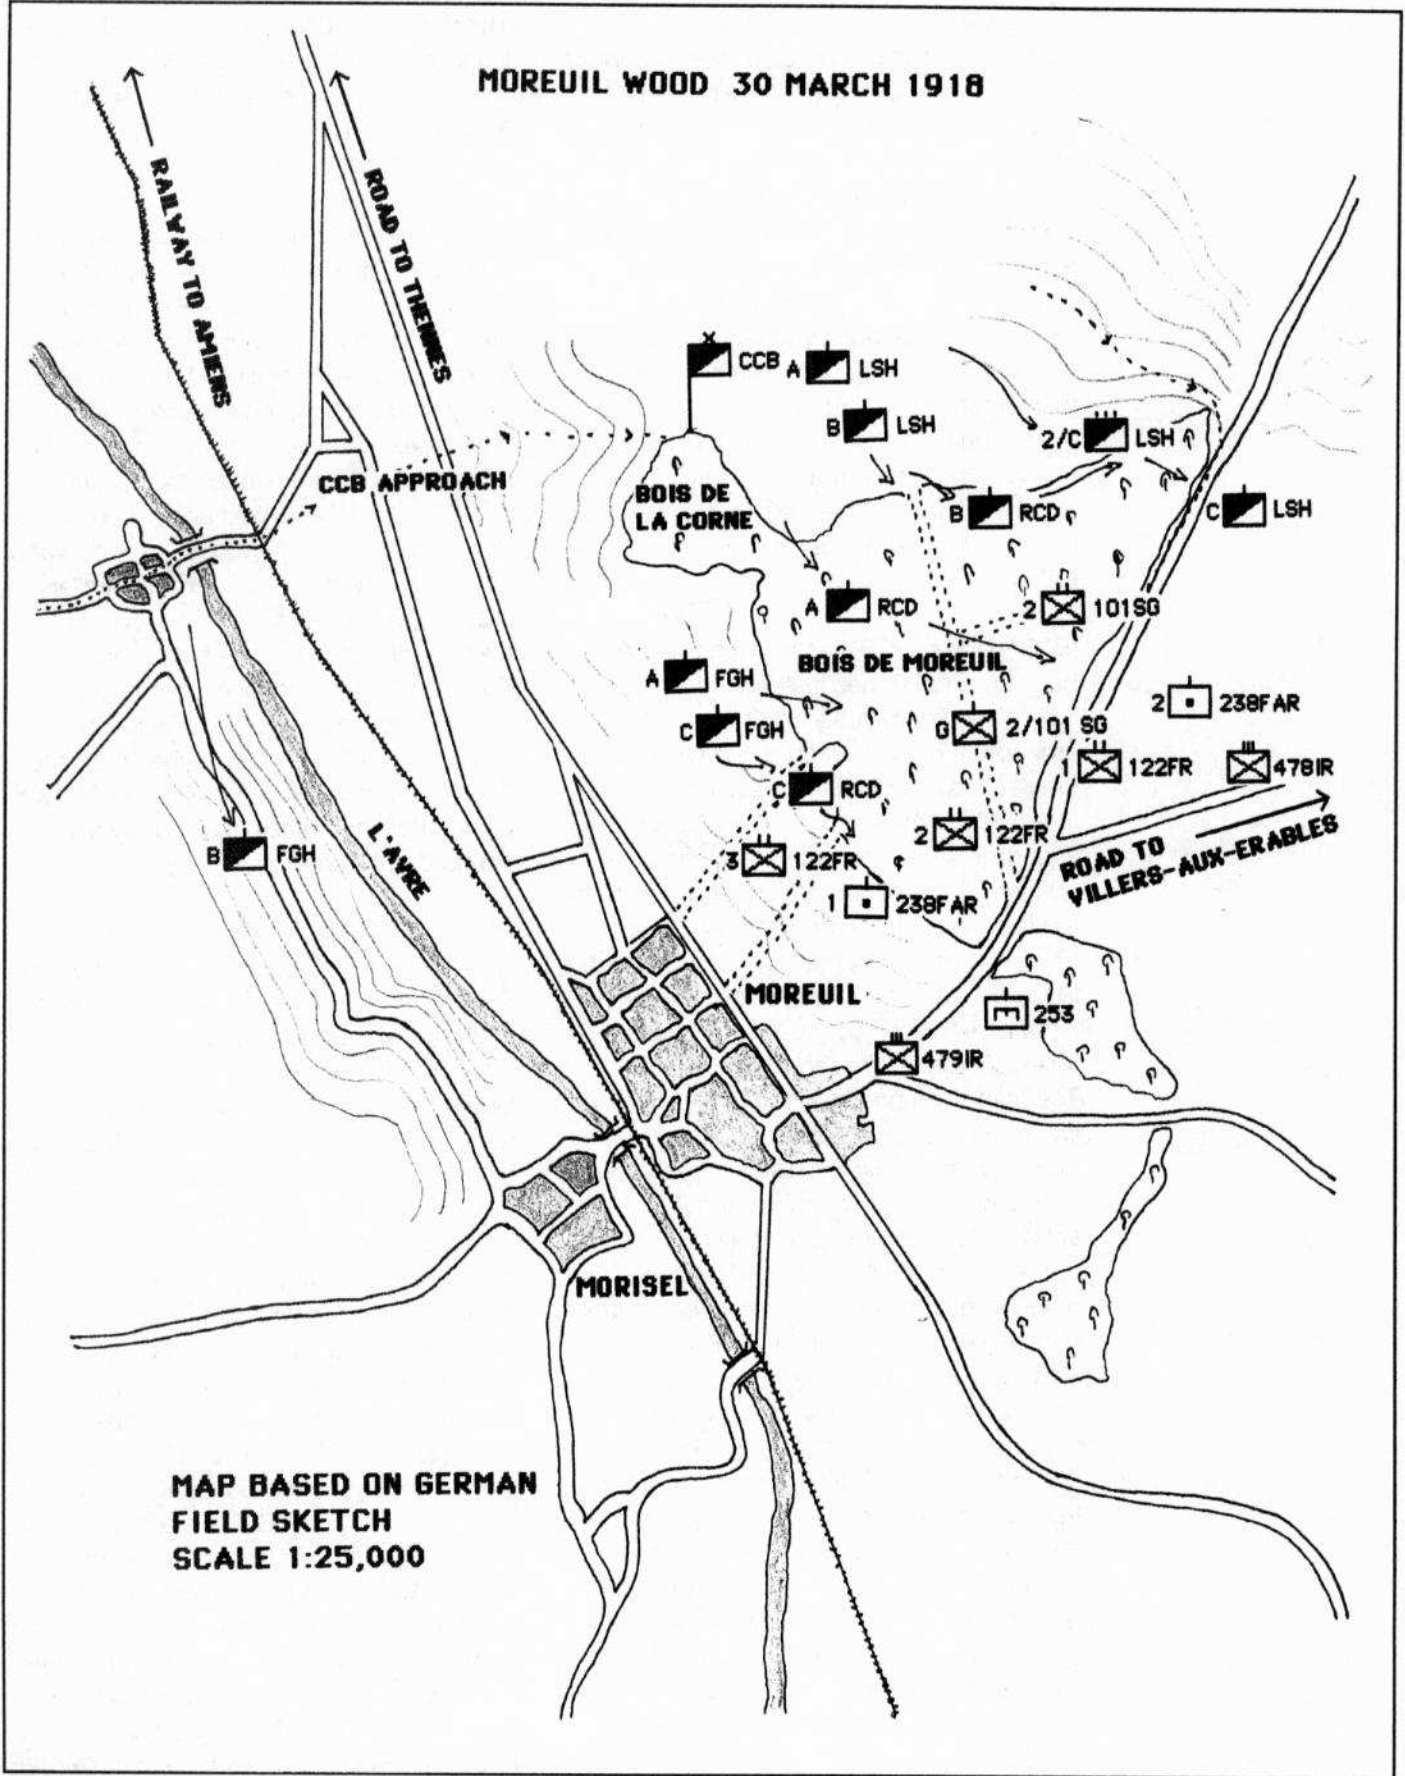 MOREUIL WOOD 30 MARCH 1918
RAILWAY TO AMIENS
ROAD TO THENNES
CCB
A LSH
B LSH
2/C LSH
CCB APPROACH
BOIS DE
LA CORNE
B RCD
C LSH
A RCD
2 101SG
BOIS DE MOREUIL
A FGH
2 238FAR
C FGH
G 2/101 SG
1 122FR
478IR
C RCD
B FGH
L'AVRE
3 122FR
2 122FR
ROAD TO
VILLERS-AUX-ERABLES
1 238FAR
MOREUIL
253
479IR
MORISEL
MAP BASED ON GERMAN
FIELD SKETCH
SCALE 1:25,000